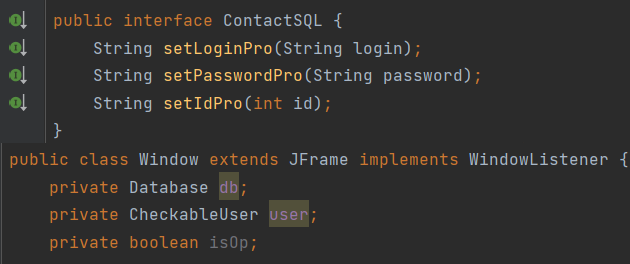 public interface ContactSQL {
String setLoginPro(String login);
String setPasswordPro(String password);
String setIdPro(int id);
}
public class Window extends JFrame implements WindowListener {
private Database db;
private CheckableUser user;
private boolean isOp;